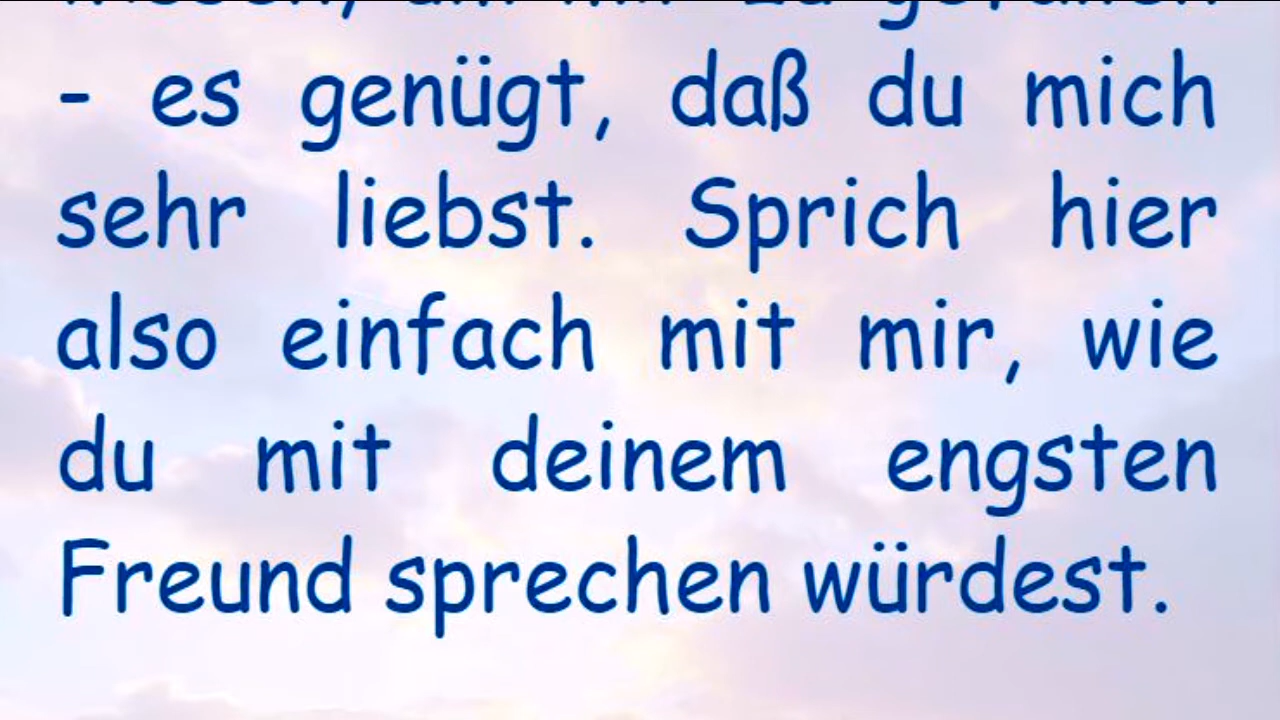 - es genügt, daß du mich
sehr liebst. Sprich hier
also einfach mit mir, wie
du mit deinem engsten
Freund sprechen würdest.